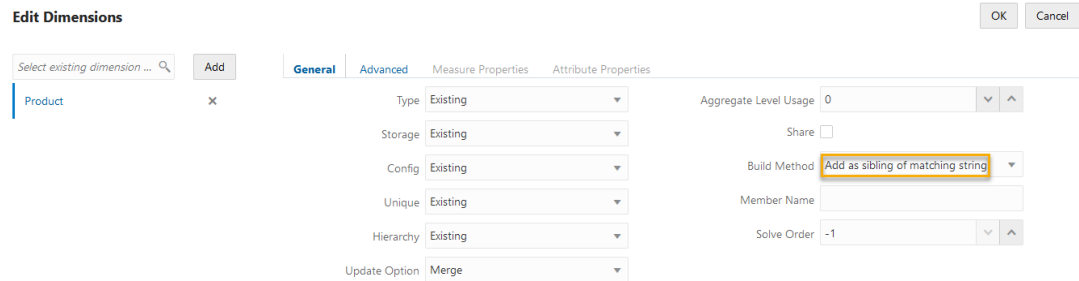 Edit Dimensions
OK Cancel
Select existing dimension ... Add
Product ×
General Advanced Measure Properties Attribute Properties
Type Existing
Storage Existing
Config Existing
Unique Existing
Hierarchy Existing
Update Option Merge
Aggregate Level Usage 0
Share
Build Method Add as sibling of matching string
Member Name
Solve Order -1